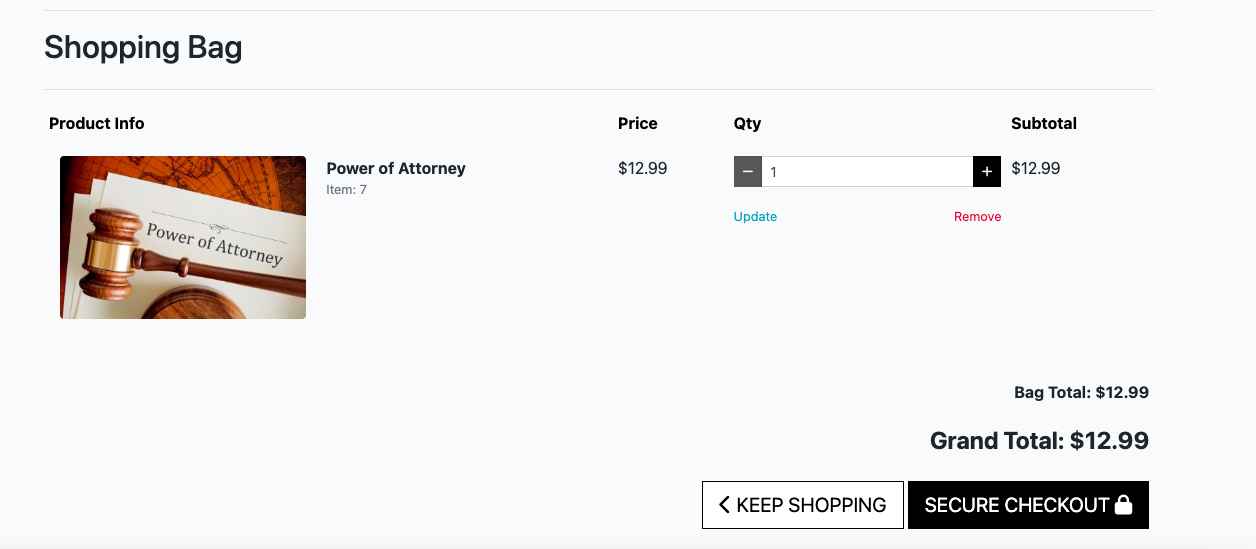 Shopping Bag
Product Info Price Qty Subtotal
Power of Attorney
Item: 7
$12.99
− 1 +
$12.99
Update Remove
Power of Attorney
Bag Total: $12.99
Grand Total: $12.99
KEEP SHOPPING SECURE CHECKOUT